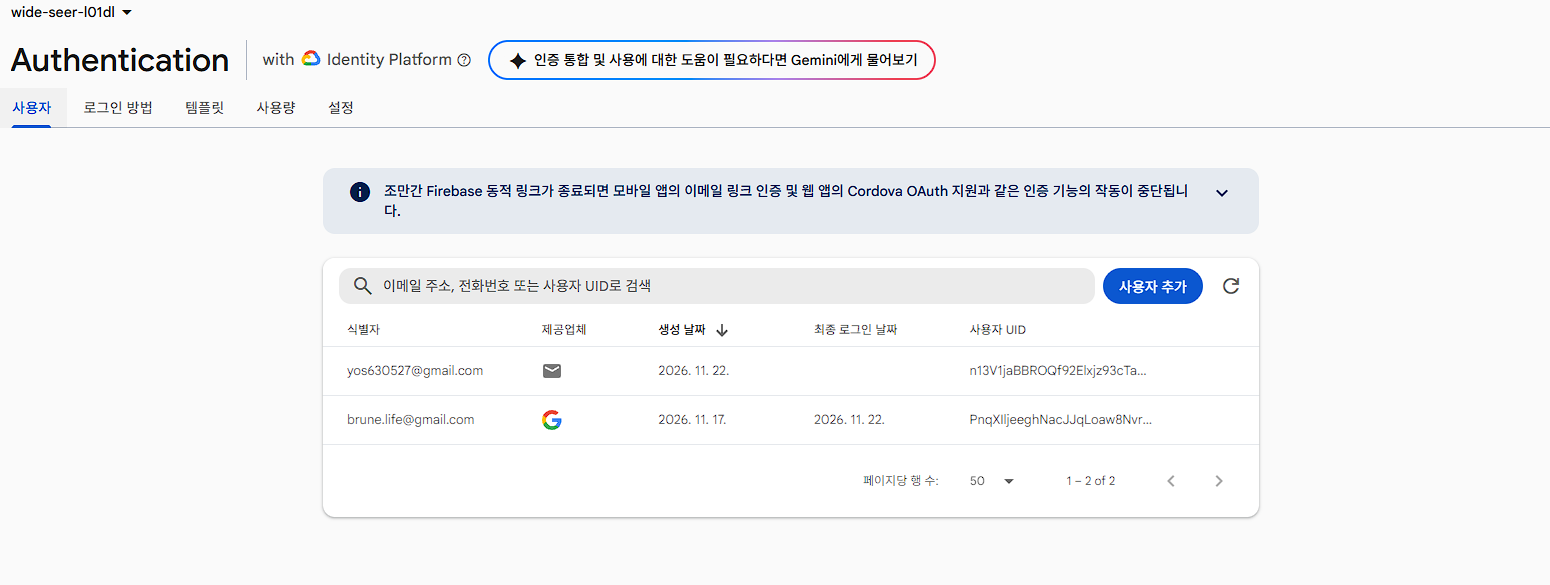 wide-seer-l01dl
Authentication with Identity Platform 인증 통합 및 사용에 대한 도움이 필요하다면 Gemini에게 물어보기
사용자 로그인 방법 템플릿 사용량 설정
조만간 Firebase 동적 링크가 종료되면 모바일 앱의 이메일 링크 인증 및 웹 앱의 Cordova OAuth 지원과 같은 인증 기능의 작동이 중단됩니
다.
이메일 주소, 전화번호 또는 사용자 UID로 검색 사용자 추가
식별자 제공업체 생성 날짜 최종 로그인 날짜 사용자 UID
yos630527@gmail.com 2026. 11. 22. n13V1jaBBROQf92Elxjz93cTa...
brune.life@gmail.com 2026. 11. 17. 2026. 11. 22. PnqXIljeeghNacJJqLoaw8Nvr...
페이지당 행 수: 50 1 – 2 of 2